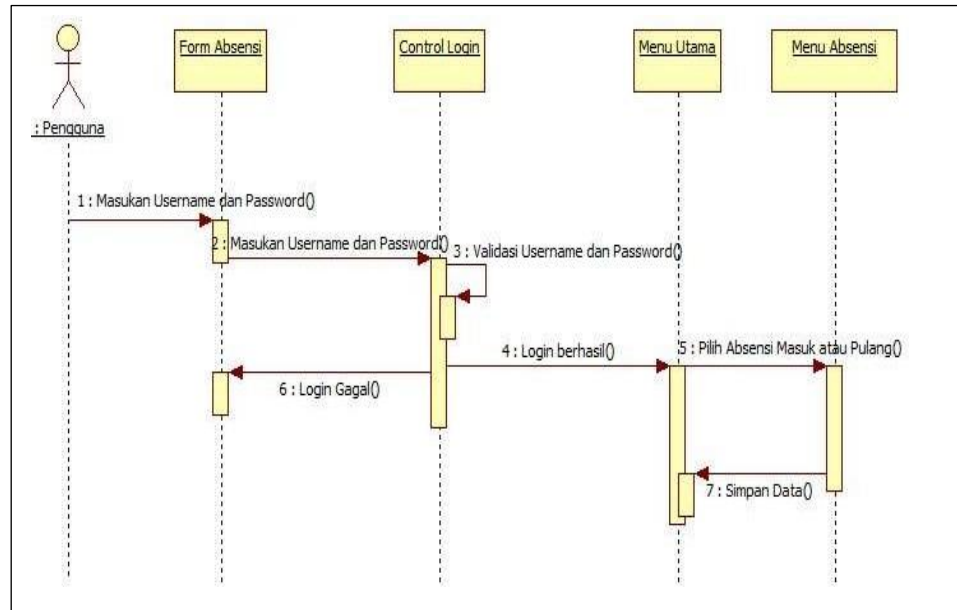 Form Absensi
Control Login
Menu Utama
Menu Absensi
: Pengguna
1 : Masukan Username dan Password()
2 : Masukan Username dan Password()
3 : Validasi Username dan Password()
4 : Login berhasil()
5 : Pilih Absensi Masuk atau Pulang()
6 : Login Gagal()
7 : Simpan Data()